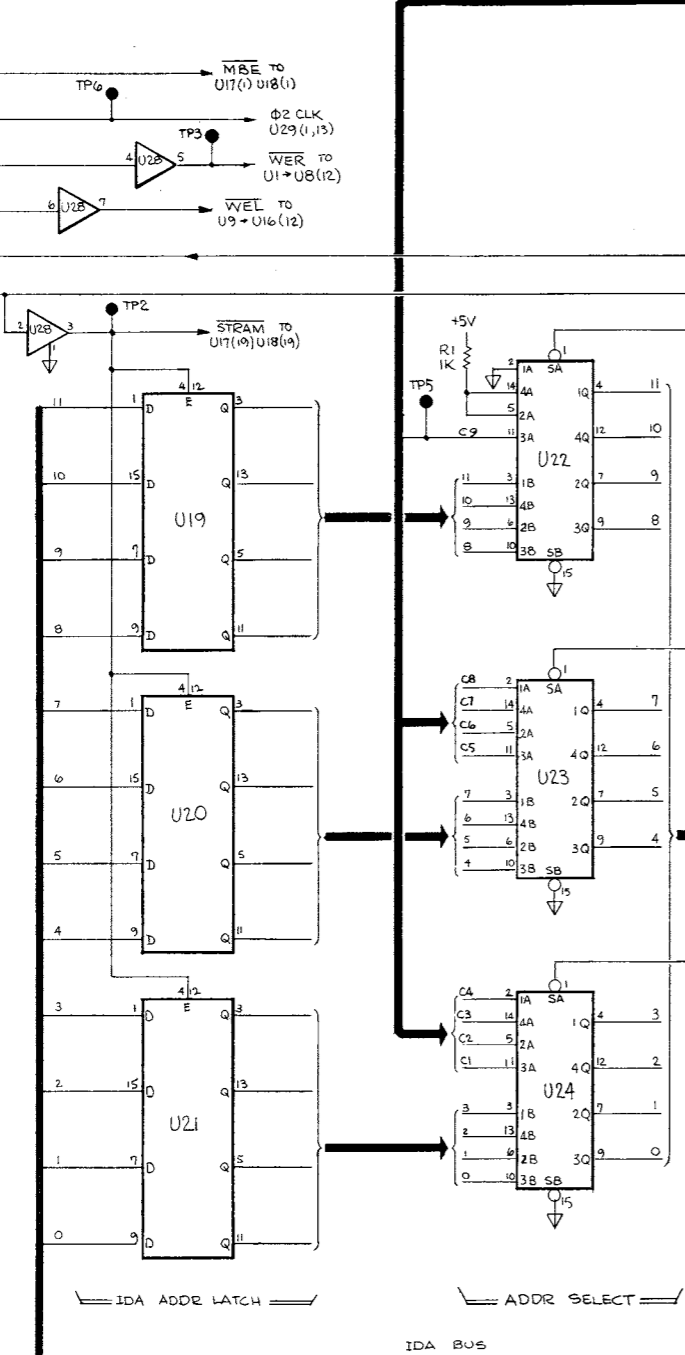 MBE TO
U17(1) U18(1)
TP6
Φ2 CLK
U29(1,13)
TP3
4 U28 5
WER TO
U1→U8(12)
6 U28 7
WEL TO
U9→U16(12)
TP2
2 U28 3
1
STRAM TO
U17(19) U18(19)
+5V
R1
1K
TP5
C9
4 12
E
11 1 D Q 3
10 15 D Q 13
U19
9 7 D Q 5
8 9 D Q 11
1
2 1A SA
14 4A 1Q 4 11
5 2A
11 3A 4Q 12 10
U22
11 3 1B 2Q 7 9
10 13 4B
9 6 2B 3Q 9 8
8 10 3B SB
15
4 12
E
7 1 D Q 3
6 15 D Q 13
U20
5 7 D Q 5
4 9 D Q 11
1
C8 2 1A SA
C7 14 4A 1Q 4 7
C6 5 2A
C5 11 3A 4Q 12 6
U23
7 3 1B 2Q 7 5
6 13 4B
5 6 2B 3Q 9 4
4 10 3B SB
15
4 12
E
3 1 D Q 3
2 15 D Q 13
U21
1 7 D Q 5
0 9 D Q 11
1
C4 2 1A SA
C3 14 4A 1Q 4 3
C2 5 2A
C1 11 3A 4Q 12 2
U24
3 3 1B 2Q 7 1
2 13 4B
1 6 2B 3Q 9 0
0 10 3B SB
15
IDA ADDR LATCH
ADDR SELECT
IDA BUS